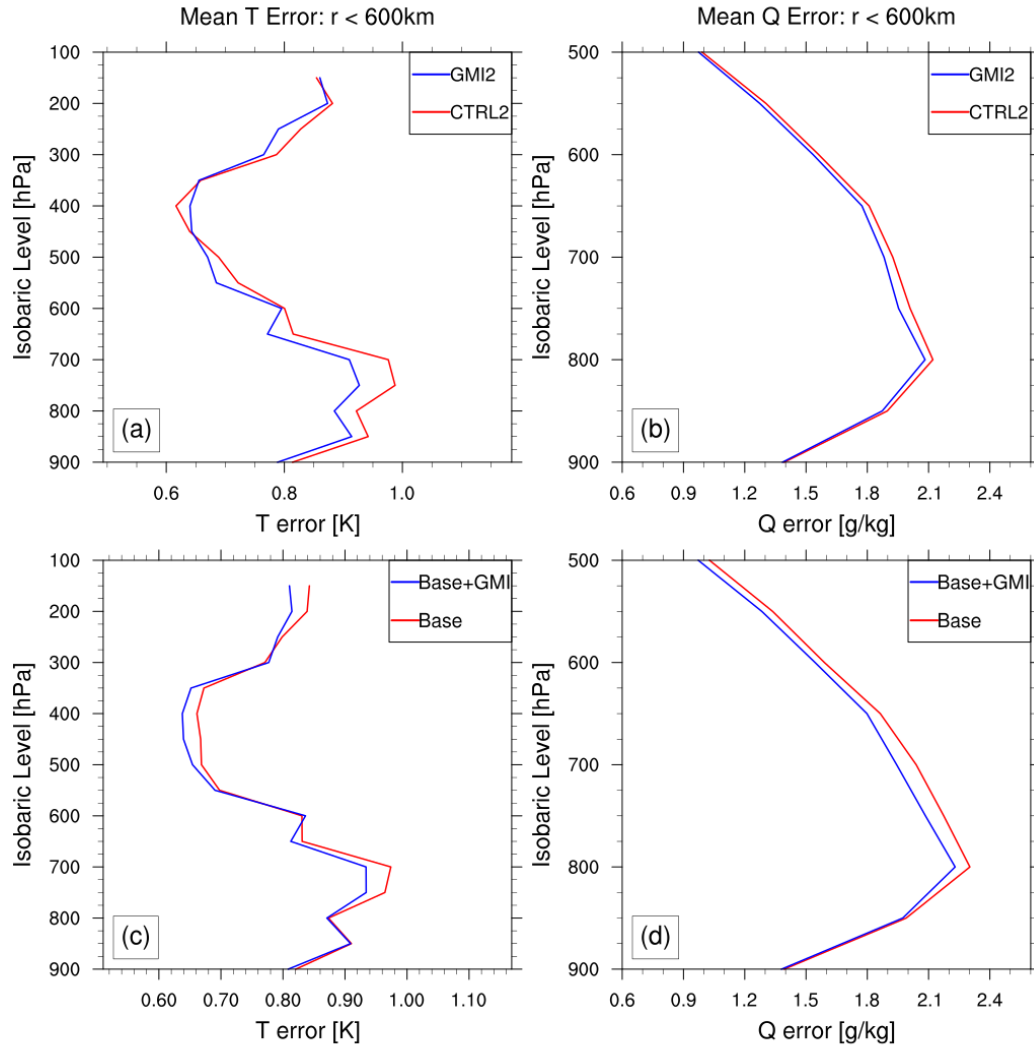 Mean T Error: r < 600km
Mean Q Error: r < 600km
Isobaric Level [hPa]
100
200
300
400
500
600
700
800
900
GMI2
CTRL2
(a)
0.6
0.8
1.0
T error [K]
Isobaric Level [hPa]
500
600
700
800
900
GMI2
CTRL2
(b)
0.6
0.9
1.2
1.5
1.8
2.1
2.4
Q error [g/kg]
Isobaric Level [hPa]
100
200
300
400
500
600
700
800
900
Base+GMI
Base
(c)
0.60
0.70
0.80
0.90
1.00
1.10
T error [K]
Isobaric Level [hPa]
500
600
700
800
900
Base+GMI
Base
(d)
0.6
0.9
1.2
1.5
1.8
2.1
2.4
Q error [g/kg]